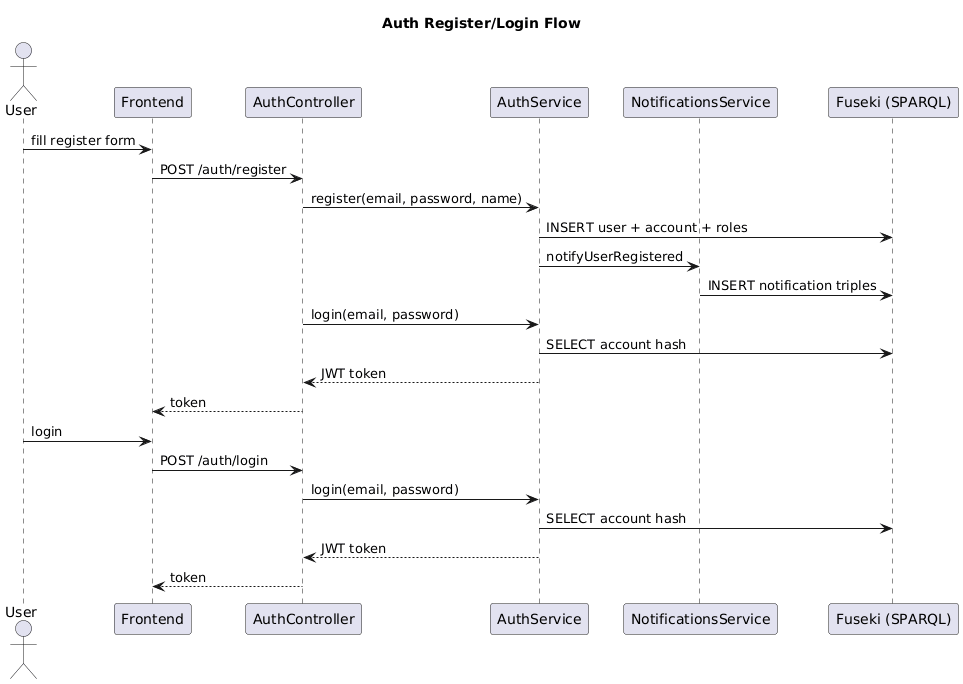 Auth Register/Login Flow
User
Frontend
AuthController
AuthService
NotificationsService
Fuseki (SPARQL)
fill register form
POST /auth/register
register(email, password, name)
INSERT user + account + roles
notifyUserRegistered
INSERT notification triples
login(email, password)
SELECT account hash
JWT token
token
login
POST /auth/login
login(email, password)
SELECT account hash
JWT token
token
User
Frontend
AuthController
AuthService
NotificationsService
Fuseki (SPARQL)